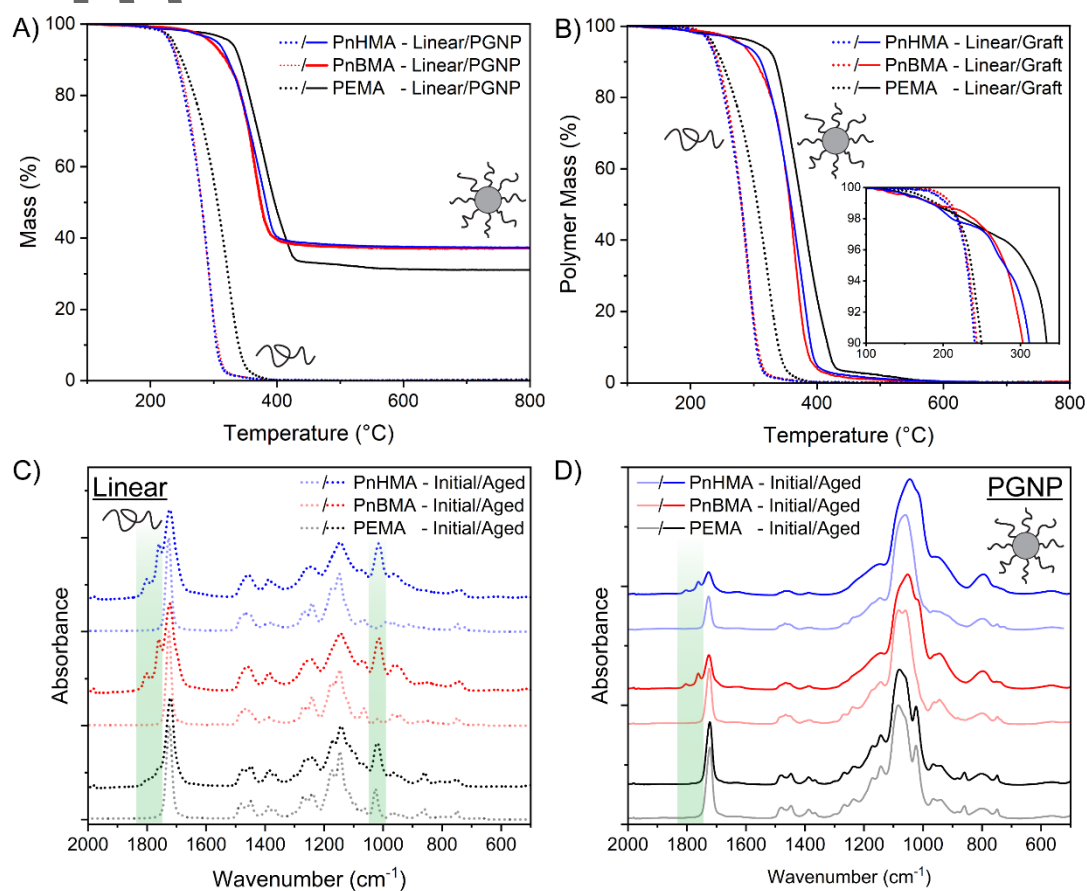 A)
100
80
60
40
20
0
Mass (%)
200
400
600
800
Temperature (°C)
/ PnHMA - Linear/PGNP
/ PnBMA - Linear/PGNP
/ PEMA - Linear/PGNP
B)
100
80
60
40
20
0
Polymer Mass (%)
200
400
600
800
Temperature (°C)
/ PnHMA - Linear/Graft
/ PnBMA - Linear/Graft
/ PEMA - Linear/Graft
100
98
96
94
92
90
100
200
300
C)
Linear
/ PnHMA - Initial/Aged
/ PnBMA - Initial/Aged
/ PEMA - Initial/Aged
Absorbance
2000
1800
1600
1400
1200
1000
800
600
Wavenumber (cm-1)
D)
PGNP
/ PnHMA - Initial/Aged
/ PnBMA - Initial/Aged
/ PEMA - Initial/Aged
Absorbance
2000
1800
1600
1400
1200
1000
800
600
Wavenumber (cm-1)